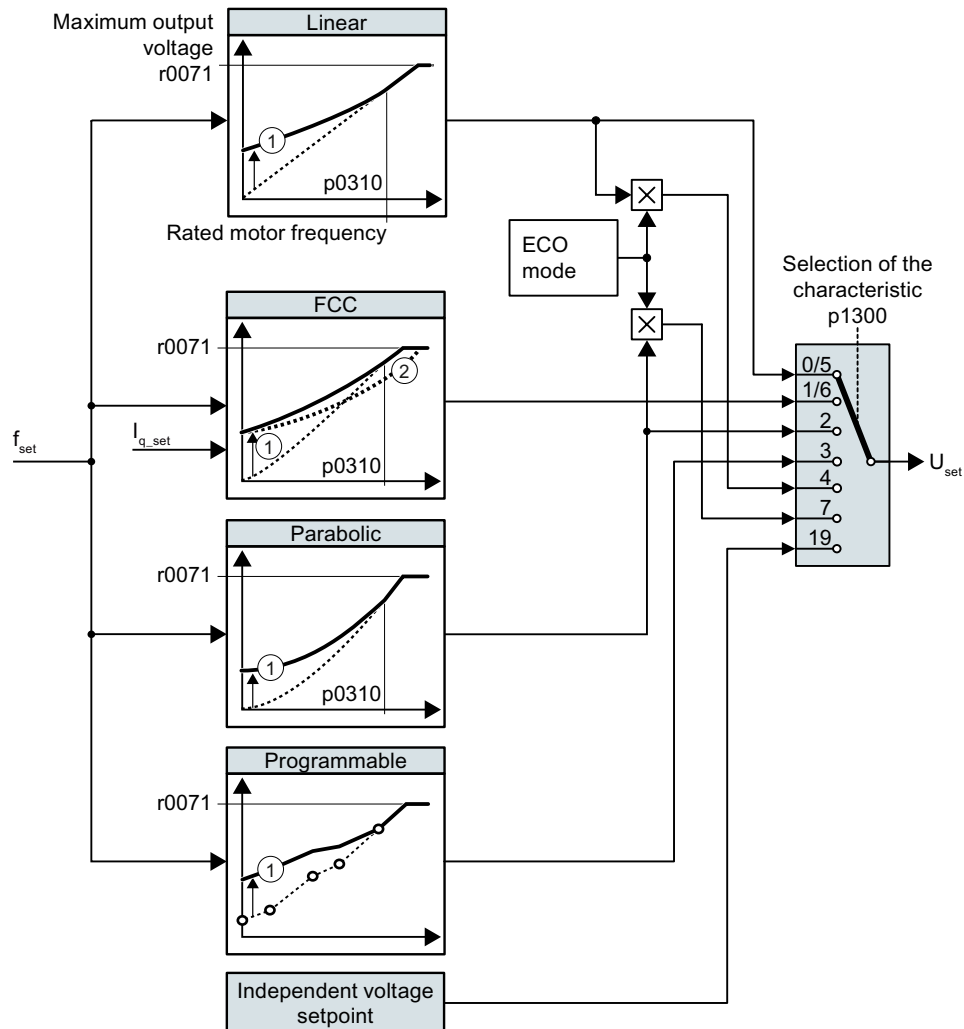 Linear
Maximum output
voltage
r0071
1
p0310
Rated motor frequency
ECO
mode
Selection of the
characteristic
p1300
FCC
r0071
2
1
p0310
f_set
I_q_set
0/5
1/6
2
3
4
7
19
U_set
Parabolic
r0071
1
p0310
Programmable
r0071
1
Independent voltage
setpoint